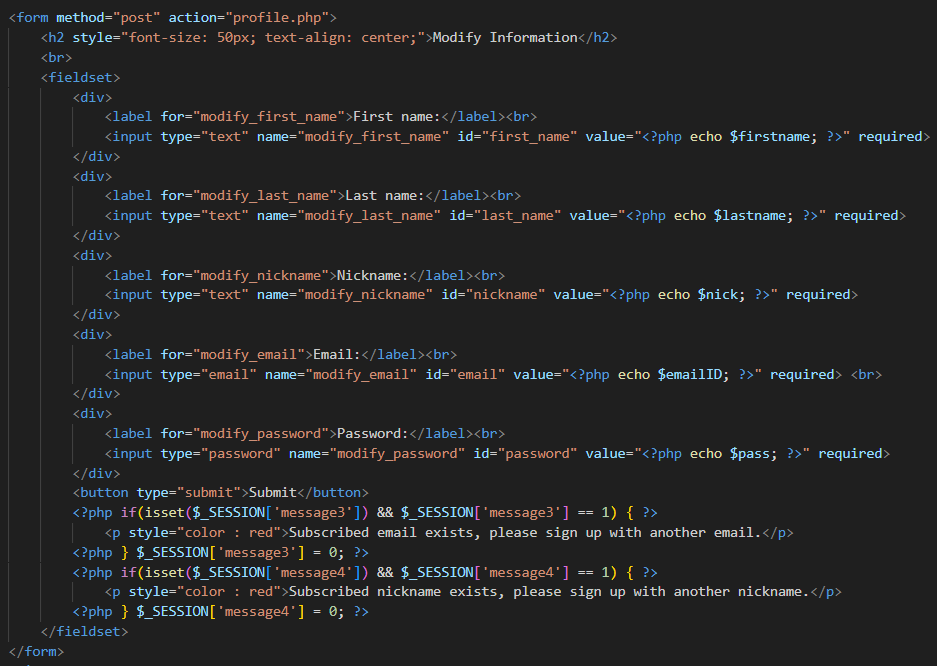 <form method="post" action="profile.php">
<h2 style="font-size: 50px; text-align: center;">Modify Information</h2>
<br>
<fieldset>
<div>
<label for="modify_first_name">First name:</label><br>
<input type="text" name="modify_first_name" id="first_name" value="<?php echo $firstname; ?>" required>
</div>
<div>
<label for="modify_last_name">Last name:</label><br>
<input type="text" name="modify_last_name" id="last_name" value="<?php echo $lastname; ?>" required>
</div>
<div>
<label for="modify_nickname">Nickname:</label><br>
<input type="text" name="modify_nickname" id="nickname" value="<?php echo $nick; ?>" required>
</div>
<div>
<label for="modify_email">Email:</label><br>
<input type="email" name="modify_email" id="email" value="<?php echo $emailID; ?>" required> <br>
</div>
<div>
<label for="modify_password">Password:</label><br>
<input type="password" name="modify_password" id="password" value="<?php echo $pass; ?>" required>
</div>
<button type="submit">Submit</button>
<?php if(isset($_SESSION['message3']) && $_SESSION['message3'] == 1) { ?>
<p style="color : red">Subscribed email exists, please sign up with another email.</p>
<?php } $_SESSION['message3'] = 0; ?>
<?php if(isset($_SESSION['message4']) && $_SESSION['message4'] == 1) { ?>
<p style="color : red">Subscribed nickname exists, please sign up with another nickname.</p>
<?php } $_SESSION['message4'] = 0; ?>
</fieldset>
</form>